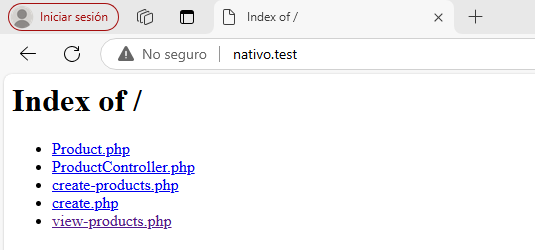 Iniciar sesión
Index of /
No seguro
nativo.test
Index of /
Product.php
ProductController.php
create-products.php
create.php
view-products.php